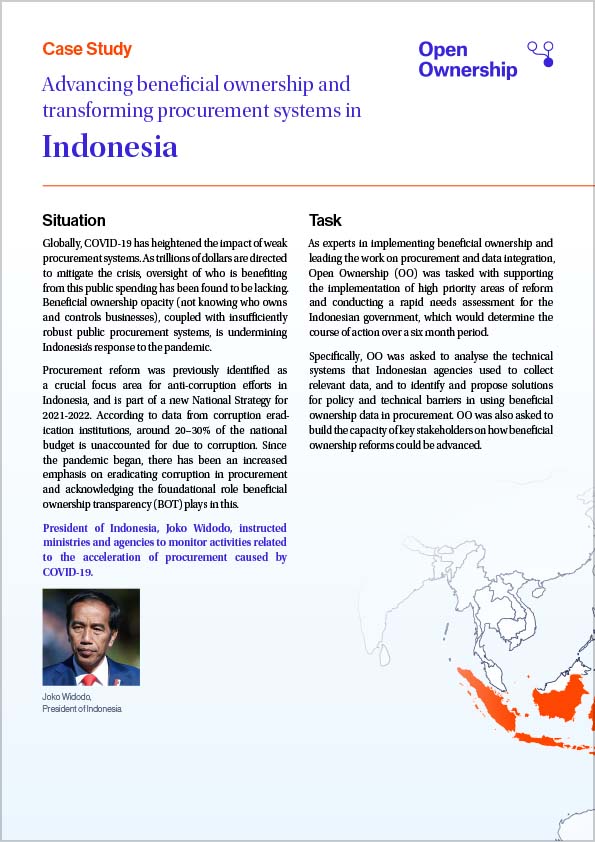 Case Study
Open
Ownership
Advancing beneficial ownership and
transforming procurement systems in
Indonesia
Situation
Globally, COVID-19 has heightened the impact of weak
procurement systems. As trillions of dollars are directed
to mitigate the crisis, oversight of who is benefiting
from this public spending has been found to be lacking.
Beneficial ownership opacity (not knowing who owns
and controls businesses), coupled with insufficiently
robust public procurement systems, is undermining
Indonesia's response to the pandemic.
Procurement reform was previously identified as
a crucial focus area for anti-corruption efforts in
Indonesia, and is part of a new National Strategy for
2021-2022. According to data from corruption erad-
ication institutions, around 20–30% of the national
budget is unaccounted for due to corruption. Since
the pandemic began, there has been an increased
emphasis on eradicating corruption in procurement
and acknowledging the foundational role beneficial
ownership transparency (BOT) plays in this.
President of Indonesia, Joko Widodo, instructed
ministries and agencies to monitor activities related
to the acceleration of procurement caused by
COVID-19.
Joko Widodo,
President of Indonesia
Task
As experts in implementing beneficial ownership and
leading the work on procurement and data integration,
Open Ownership (OO) was tasked with supporting
the implementation of high priority areas of reform
and conducting a rapid needs assessment for the
Indonesian government, which would determine the
course of action over a six month period.
Specifically, OO was asked to analyse the technical
systems that Indonesian agencies used to collect
relevant data, and to identify and propose solutions
for policy and technical barriers in using beneficial
ownership data in procurement. OO was also asked to
build the capacity of key stakeholders on how beneficial
ownership reforms could be advanced.